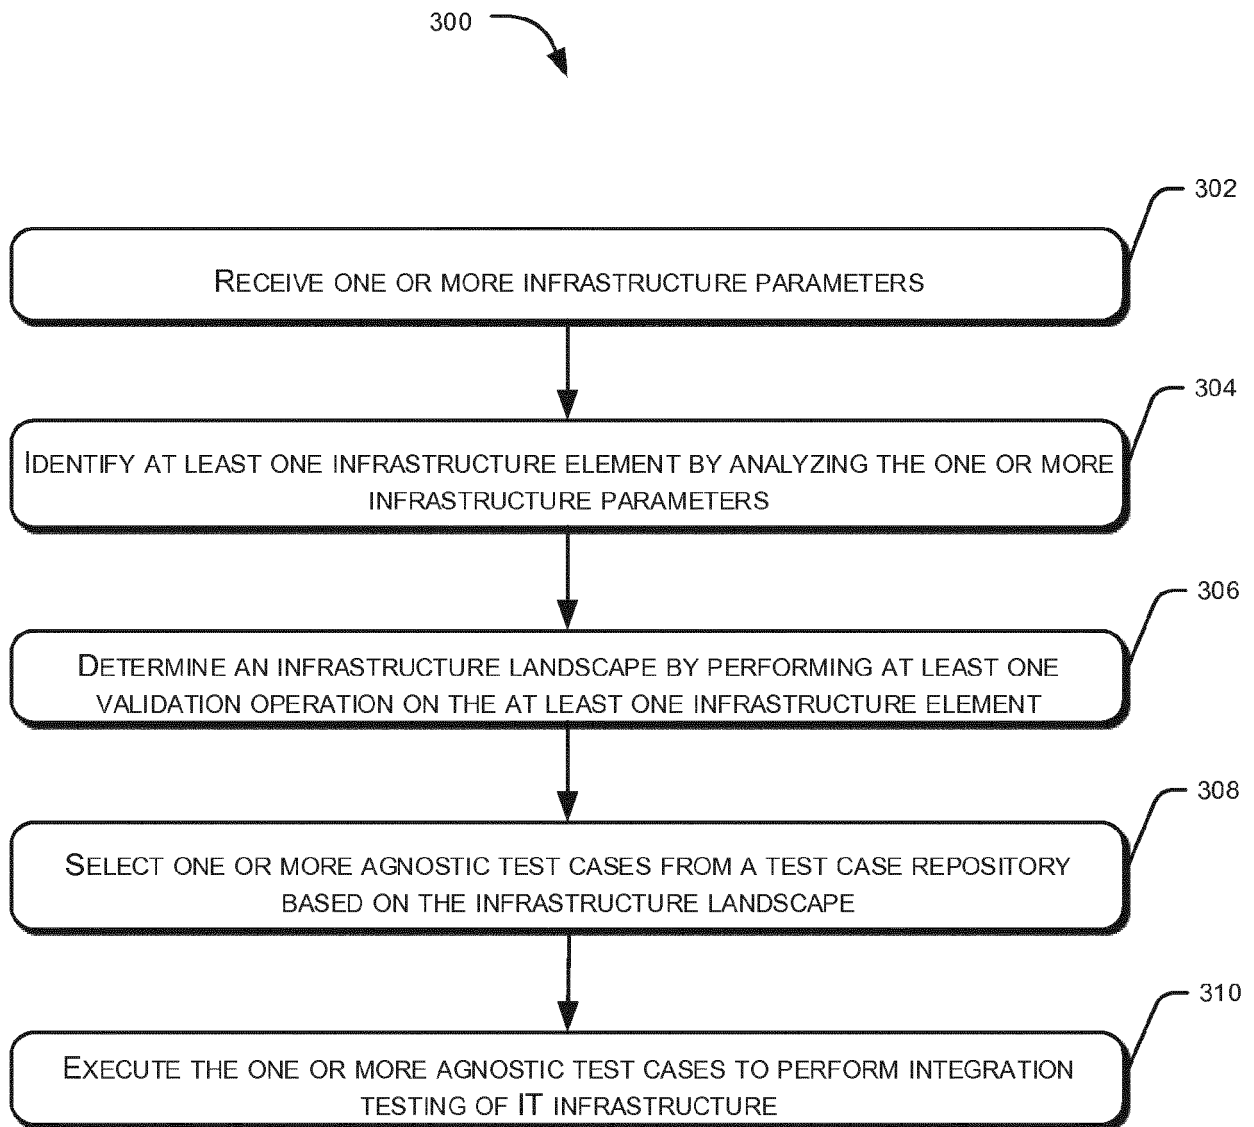 300
302
RECEIVE ONE OR MORE INFRASTRUCTURE PARAMETERS
304
IDENTIFY AT LEAST ONE INFRASTRUCTURE ELEMENT BY ANALYZING THE ONE OR MORE
INFRASTRUCTURE PARAMETERS
306
DETERMINE AN INFRASTRUCTURE LANDSCAPE BY PERFORMING AT LEAST ONE
VALIDATION OPERATION ON THE AT LEAST ONE INFRASTRUCTURE ELEMENT
308
SELECT ONE OR MORE AGNOSTIC TEST CASES FROM A TEST CASE REPOSITORY
BASED ON THE INFRASTRUCTURE LANDSCAPE
310
EXECUTE THE ONE OR MORE AGNOSTIC TEST CASES TO PERFORM INTEGRATION
TESTING OF IT INFRASTRUCTURE